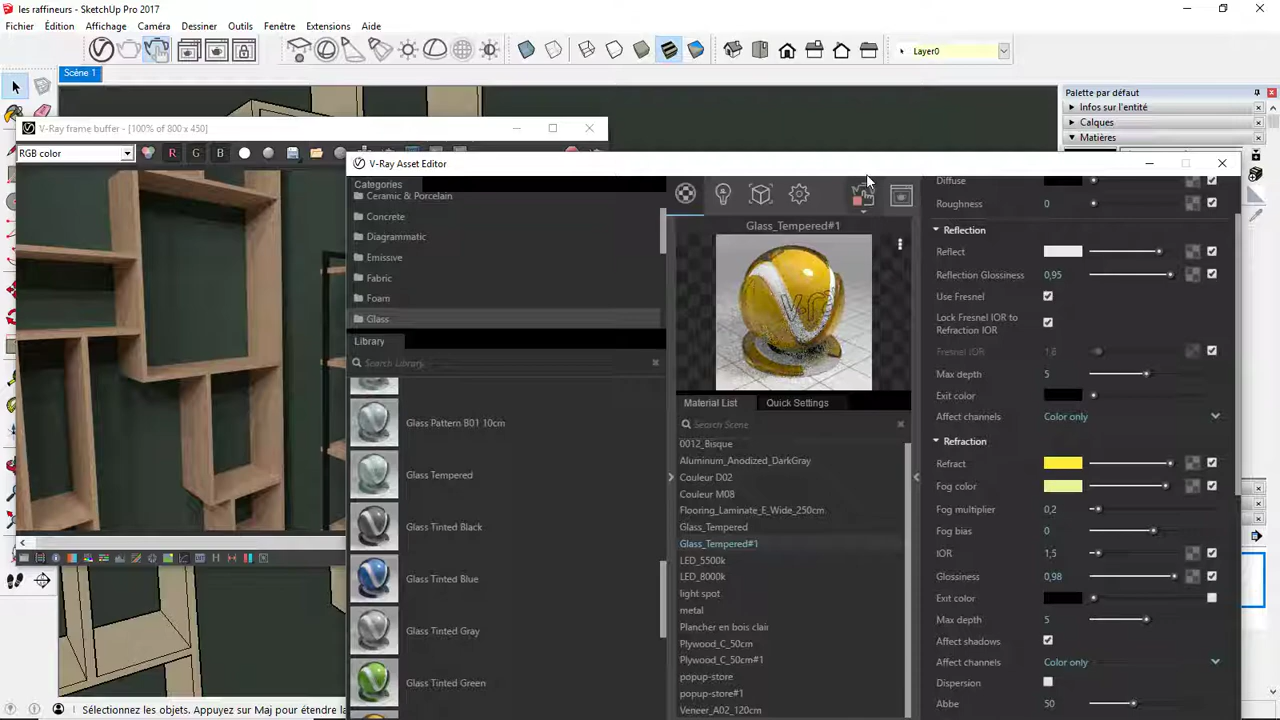 les raffineurs - SketchUp Pro 2017
Fichier Édition Affichage Caméra Dessiner Outils Fenêtre Extensions Aide
Layer0
Scène 1
Palette par défaut
Infos sur l'entité
Calques
Matières
V-Ray frame buffer - [100% of 800 x 450]
RGB color
R G B
V-Ray Asset Editor
Categories
Ceramic & Porcelain
Concrete
Diagrammatic
Emissive
Fabric
Foam
Glass
Library
Search Library
Glass Pattern B01 10cm
Glass Tempered
Glass Tinted Black
Glass Tinted Blue
Glass Tinted Gray
Glass Tinted Green
Glass_Tempered#1
Material List Quick Settings
Search Scene
0012_Bisque
Aluminum_Anodized_DarkGray
Couleur D02
Couleur M08
Flooring_Laminate_E_Wide_250cm
Glass_Tempered
Glass_Tempered#1
LED_5500k
LED_8000k
light spot
metal
Plancher en bois clair
Plywood_C_50cm
Plywood_C_50cm#1
popup-store
popup-store#1
Veneer_A02_120cm
Diffuse
Roughness 0
Reflection
Reflect
Reflection Glossiness 0,95
Use Fresnel
Lock Fresnel IOR to
Refraction IOR
Fresnel IOR 1,6
Max depth 5
Exit color
Affect channels Color only
Refraction
Refract
Fog color
Fog multiplier 0,2
Fog bias 0
IOR 1,5
Glossiness 0,98
Exit color
Max depth 5
Affect shadows
Affect channels Color only
Dispersion
Abbe 50
Sélectionnez les objets. Appuyez sur Maj pour étendre la